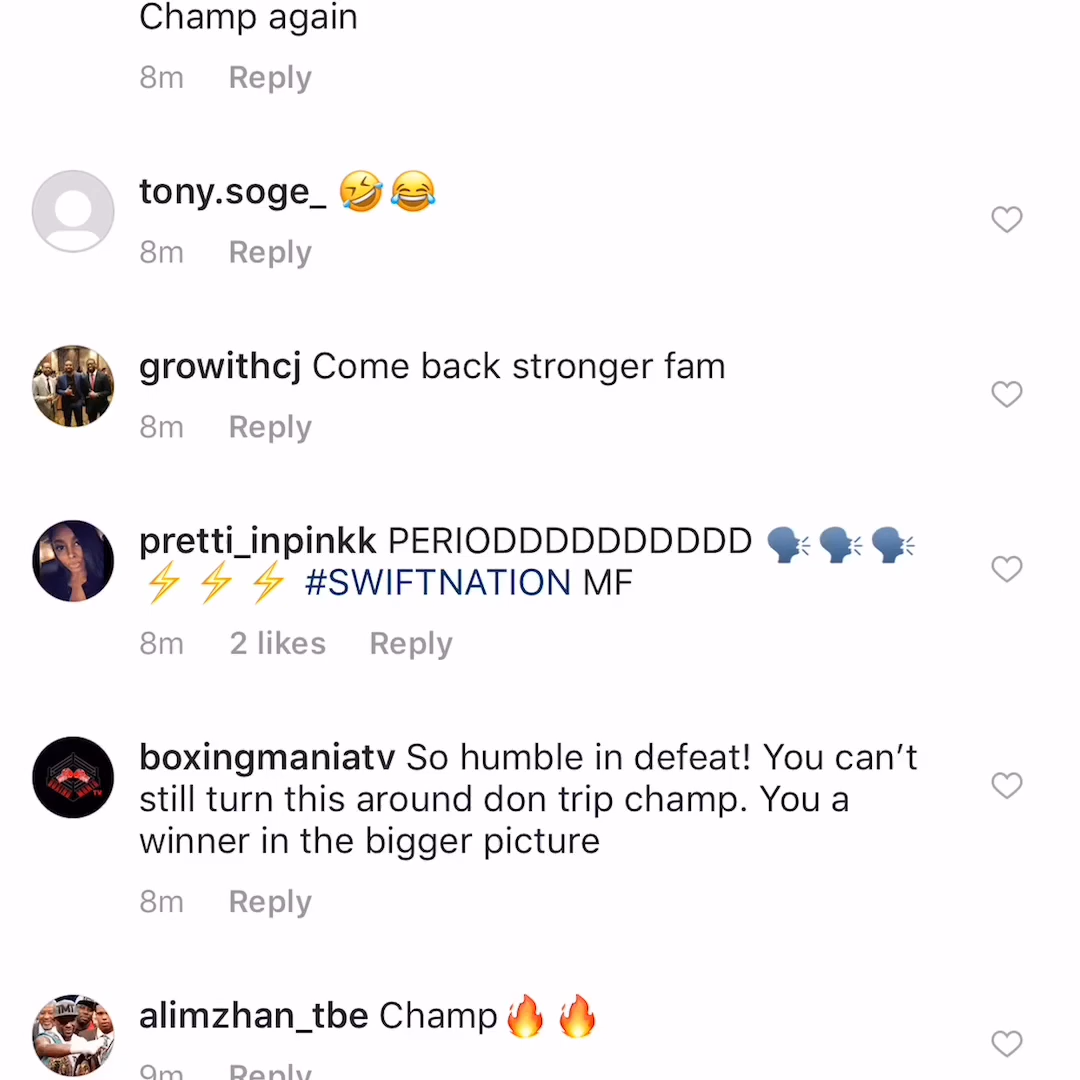 Champ again
8m Reply
tony.soge_ 🤣😂
8m Reply
growithcj Come back stronger fam
8m Reply
pretti_inpinkk PERIODDDDDDDDDD 🗣️🗣️🗣️
⚡⚡⚡ #SWIFTNATION MF
8m 2 likes Reply
boxingmaniatv So humble in defeat! You can’t
still turn this around don trip champ. You a
winner in the bigger picture
8m Reply
alimzhan_tbe Champ🔥🔥
9m Reply